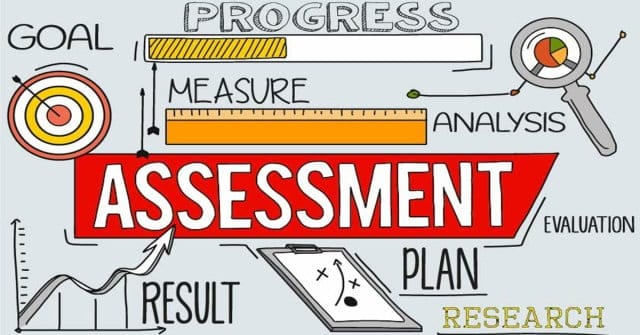 PROGRESS
GOAL
MEASURE
ANALYSIS
ASSESSMENT
EVALUATION
PLAN
RESULT
RESEARCH